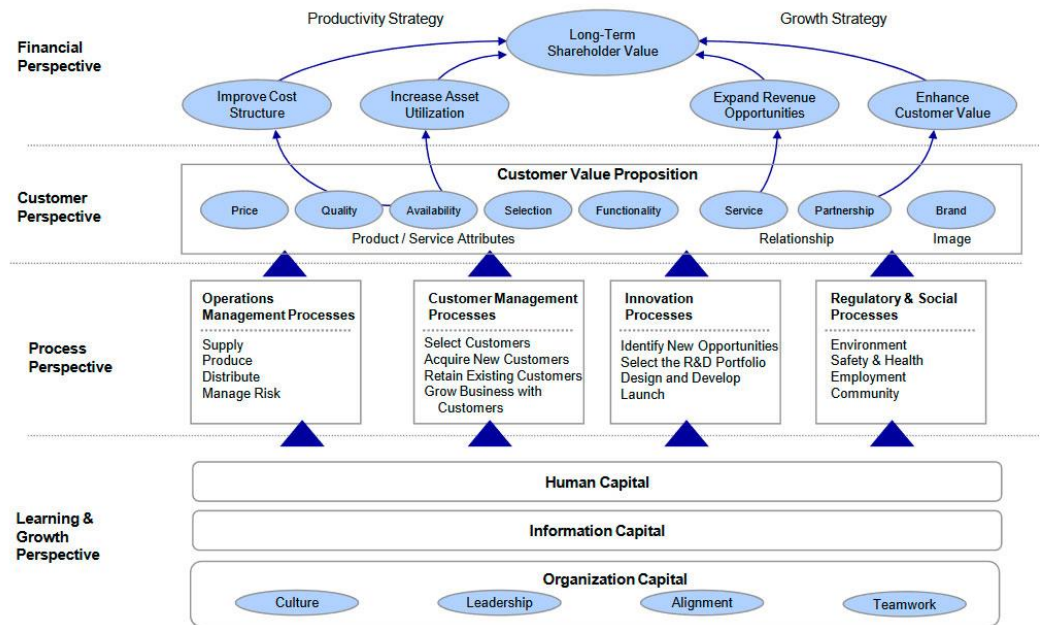 Productivity Strategy
Growth Strategy
Financial
Perspective
Long-Term
Shareholder Value
Improve Cost
Structure
Increase Asset
Utilization
Expand Revenue
Opportunities
Enhance
Customer Value
Customer
Perspective
Customer Value Proposition
Price
Quality
Availability
Selection
Functionality
Service
Partnership
Brand
Product / Service Attributes
Relationship
Image
Process
Perspective
Operations
Management Processes
Supply
Produce
Distribute
Manage Risk
Customer Management
Processes
Select Customers
Acquire New Customers
Retain Existing Customers
Grow Business with
Customers
Innovation
Processes
Identify New Opportunities
Select the R&D Portfolio
Design and Develop
Launch
Regulatory & Social
Processes
Environment
Safety & Health
Employment
Community
Learning &
Growth
Perspective
Human Capital
Information Capital
Organization Capital
Culture
Leadership
Alignment
Teamwork